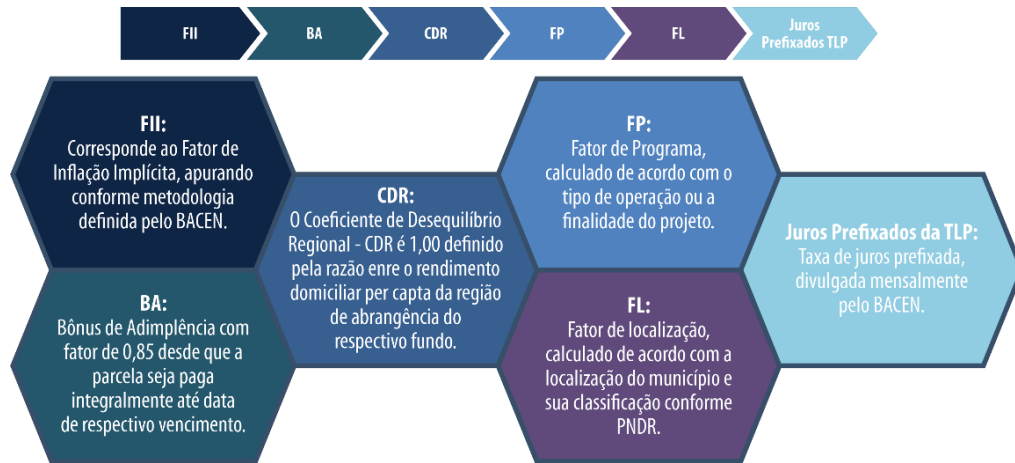 FII
BA
CDR
FP
FL
Juros
Prefixados TLP
FII:
Corresponde ao Fator de
Inflação Implícita, apurando
conforme metodologia
definida pelo BACEN.
BA:
Bônus de Adimplência com
fator de 0,85 desde que a
parcela seja paga
integralmente até data
de respectivo vencimento.
CDR:
O Coeficiente de Desequilíbrio
Regional - CDR é 1,00 definido
pela razão enre o rendimento
domiciliar per capta da região
de abrangência do
respectivo fundo.
FP:
Fator de Programa,
calculado de acordo com o
tipo de operação ou a
finalidade do projeto.
FL:
Fator de localização,
calculado de acordo com a
localização do município e
sua classificação conforme
PNDR.
Juros Prefixados da TLP:
Taxa de juros prefixada,
divulgada mensalmente
pelo BACEN.